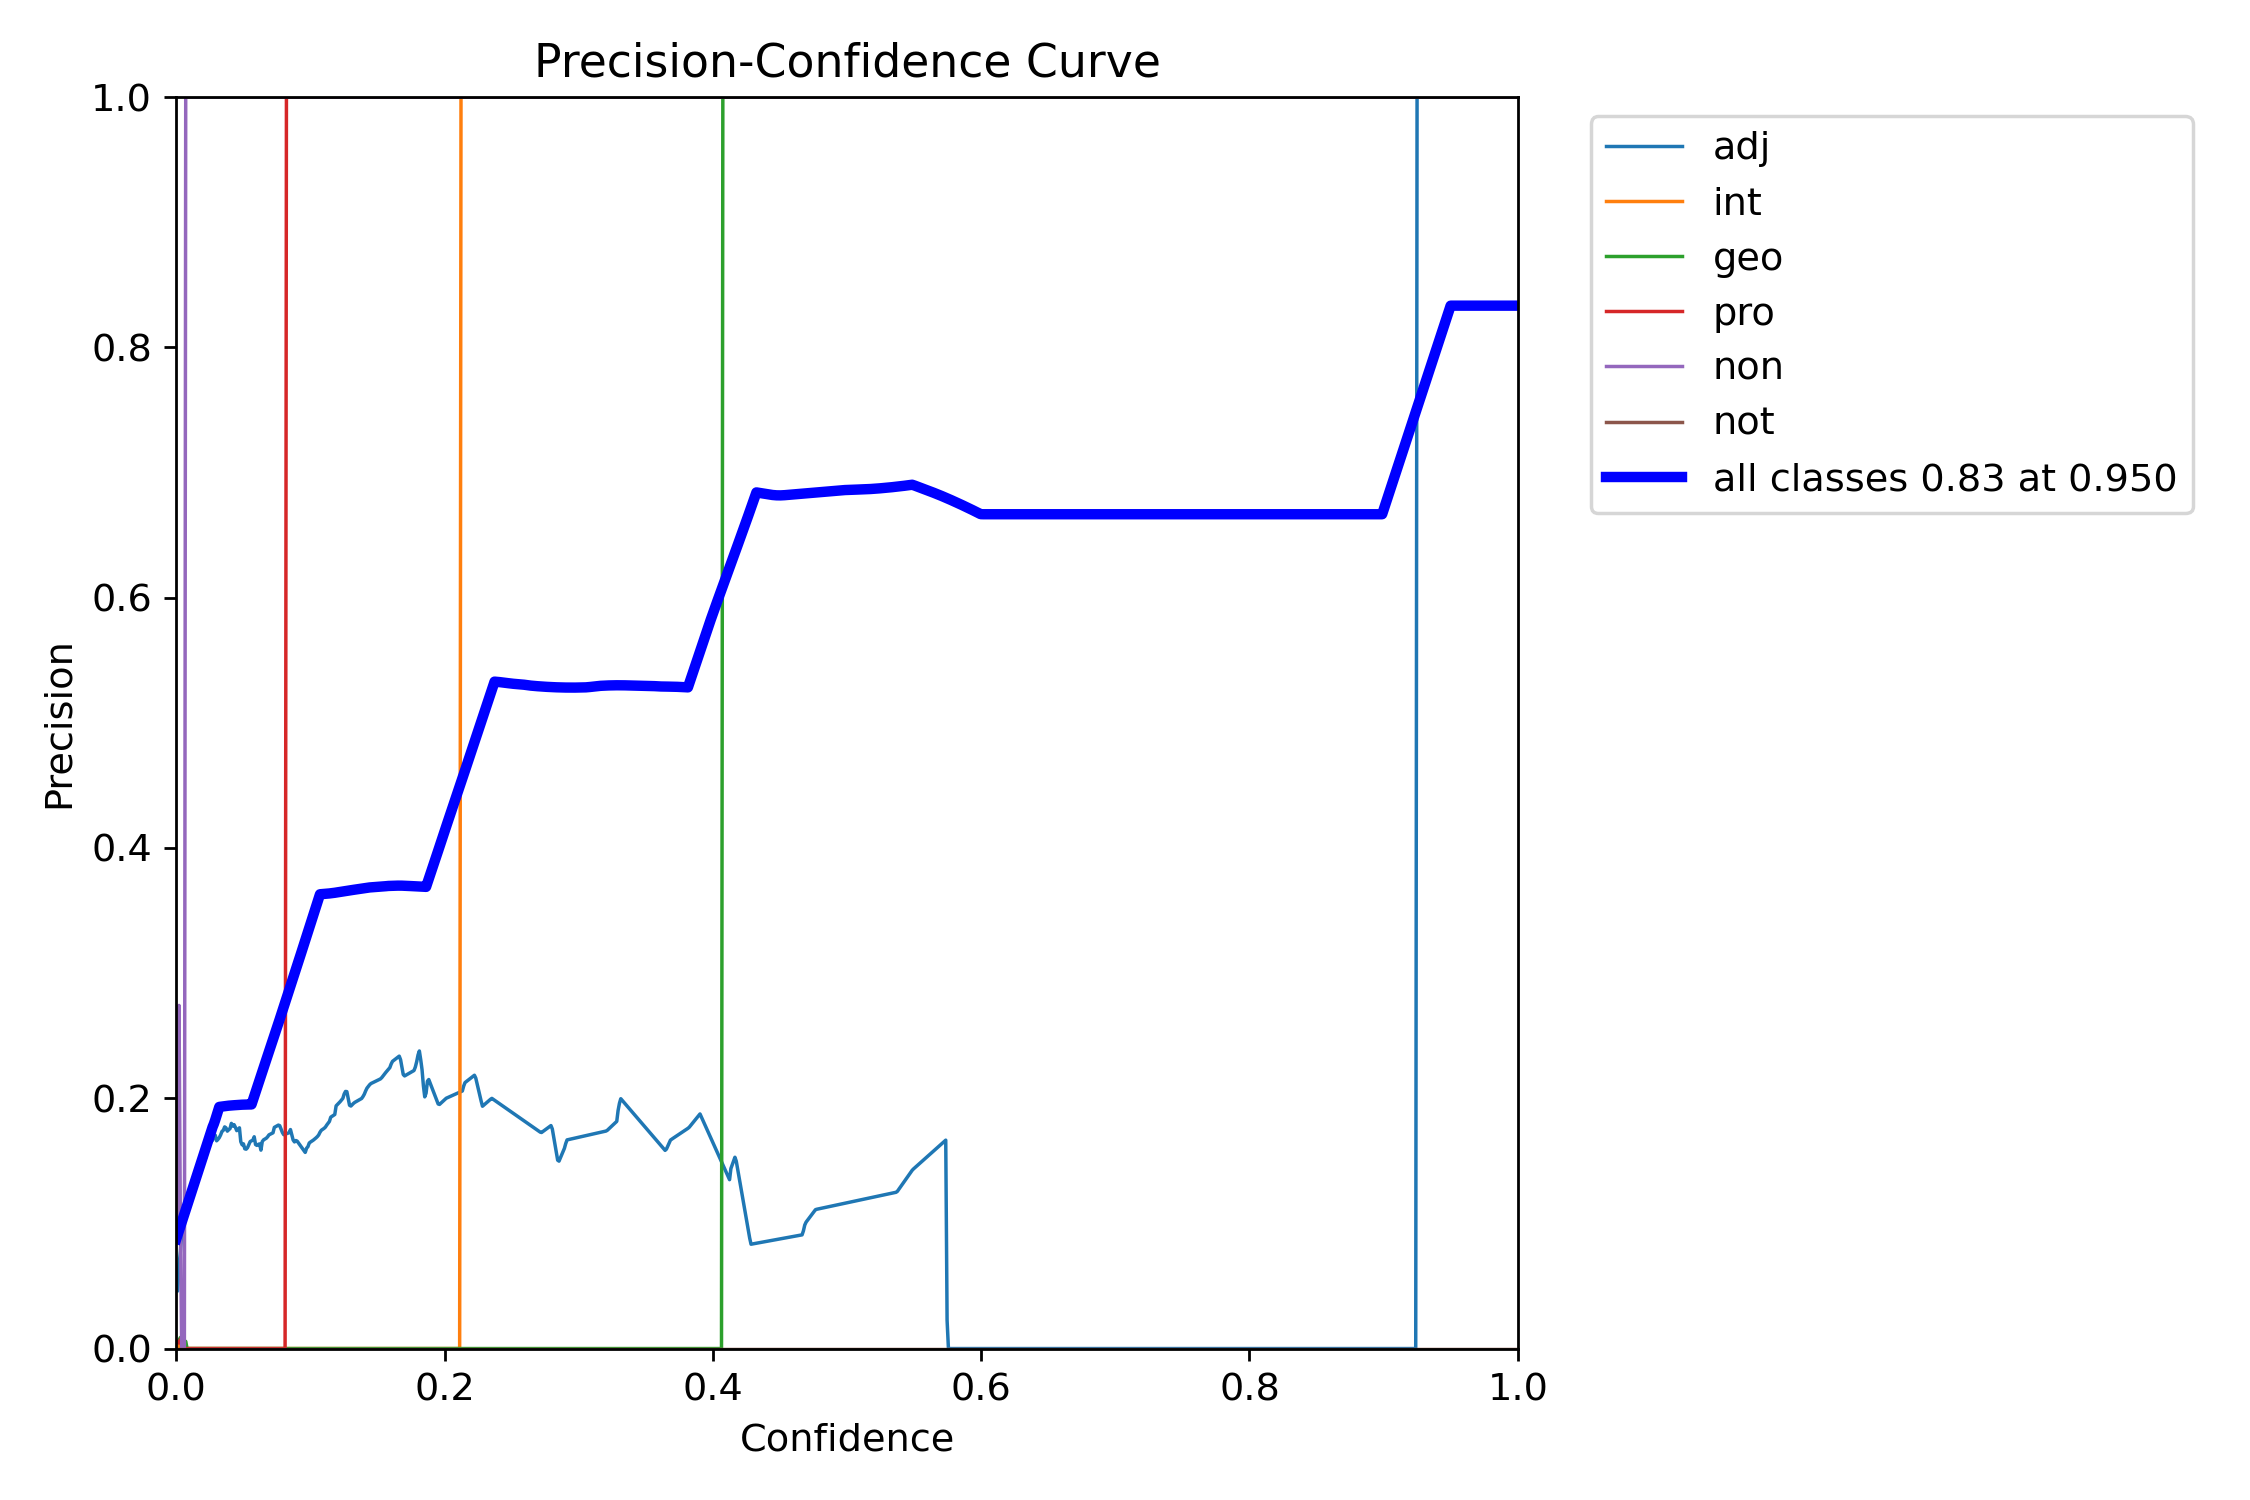 Precision-Confidence Curve
1.0
0.8
0.6
0.4
0.2
0.0
Precision
0.0 0.2 0.4 0.6 0.8 1.0
Confidence
adj
int
geo
pro
non
not
all classes 0.83 at 0.950